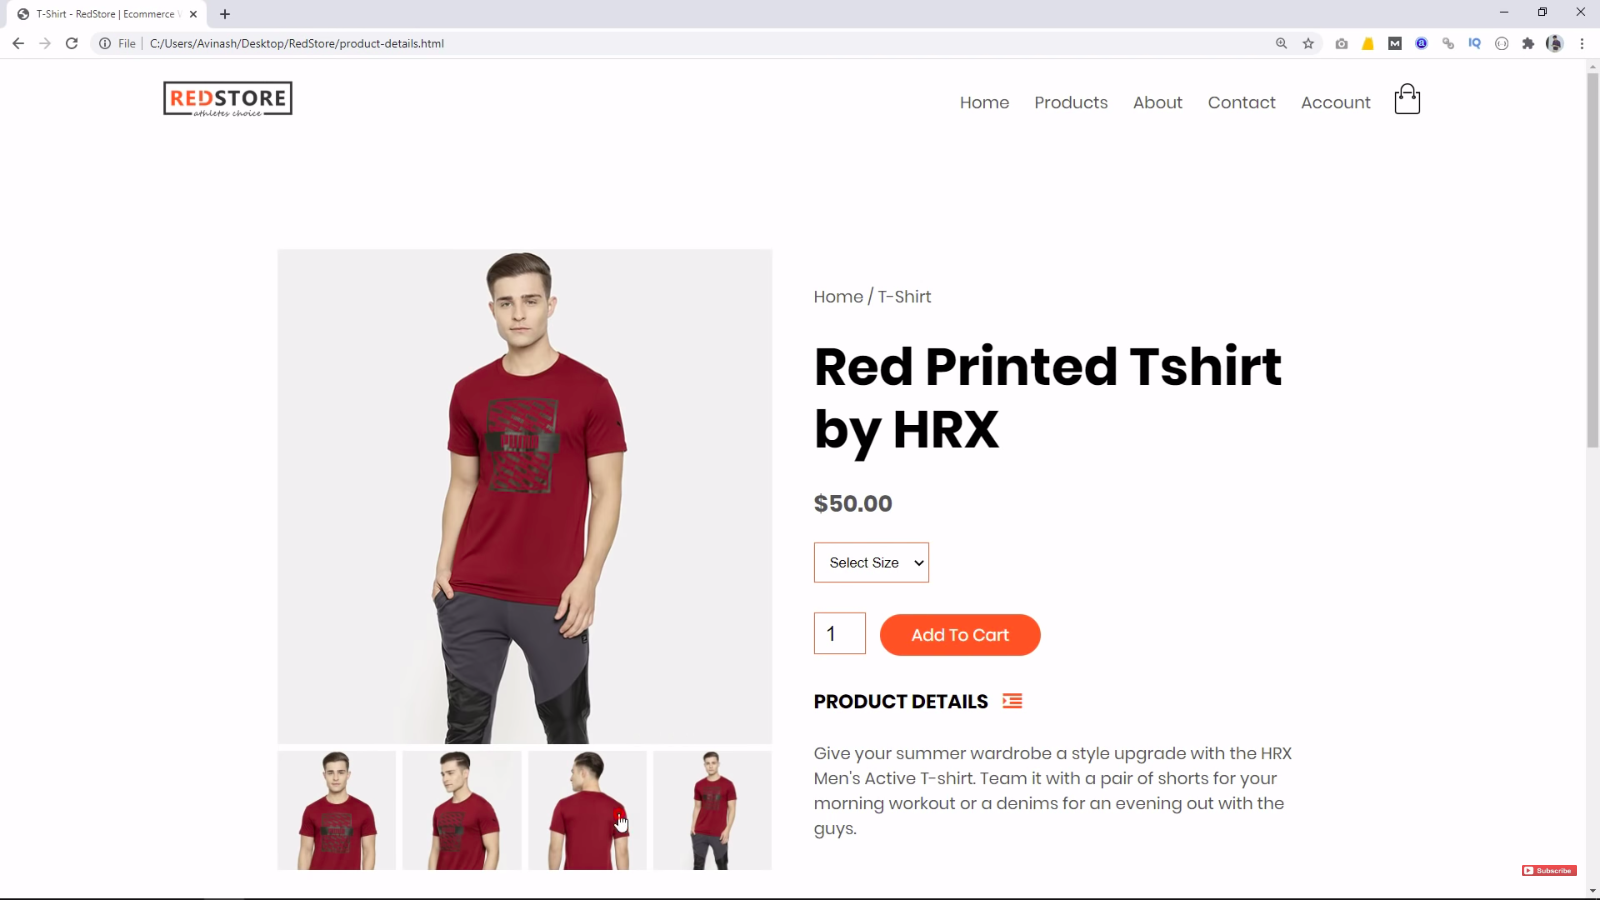 T-Shirt - RedStore | Ecommerce
File
C:/Users/Avinash/Desktop/RedStore/product-details.html
REDSTORE
athletes choice
Home
Products
About
Contact
Account
Home / T-Shirt
Red Printed Tshirt
by HRX
$50.00
Select Size
1
Add To Cart
PRODUCT DETAILS
Give your summer wardrobe a style upgrade with the HRX
Men's Active T-shirt. Team it with a pair of shorts for your
morning workout or a denims for an evening out with the
guys.
Subscribe